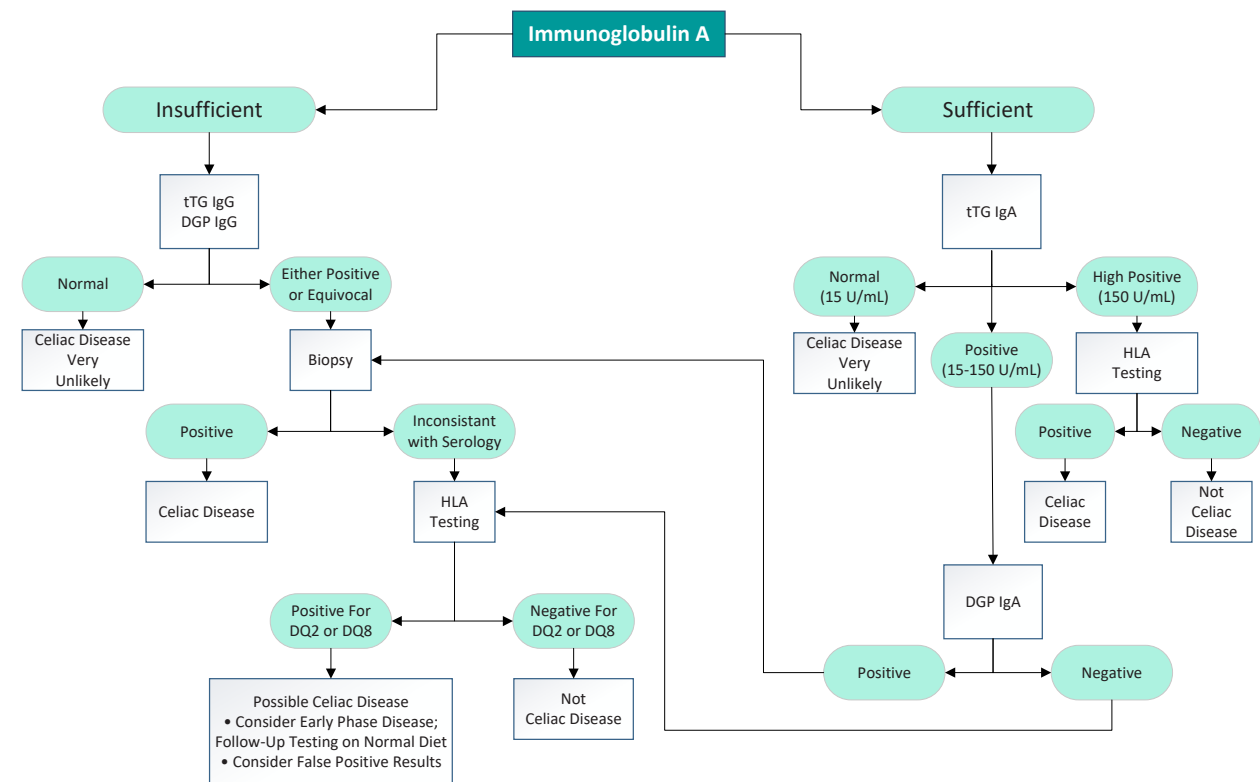 Immunoglobulin A
Insufficient
Sufficient
tTG IgG
DGP IgG
tTG IgA
Normal
Either Positive
or Equivocal
Normal
(15 U/mL)
High Positive
(150 U/mL)
Celiac Disease
Very
Unlikely
Biopsy
Celiac Disease
Very
Unlikely
Positive
(15-150 U/mL)
HLA
Testing
Positive
Inconsistant
with Serology
Positive
Negative
Celiac Disease
HLA
Testing
Celiac
Disease
Not
Celiac
Disease
DGP IgA
Positive For
DQ2 or DQ8
Negative For
DQ2 or DQ8
Positive
Negative
Possible Celiac Disease
• Consider Early Phase Disease;
Follow-Up Testing on Normal Diet
• Consider False Positive Results
Not
Celiac Disease